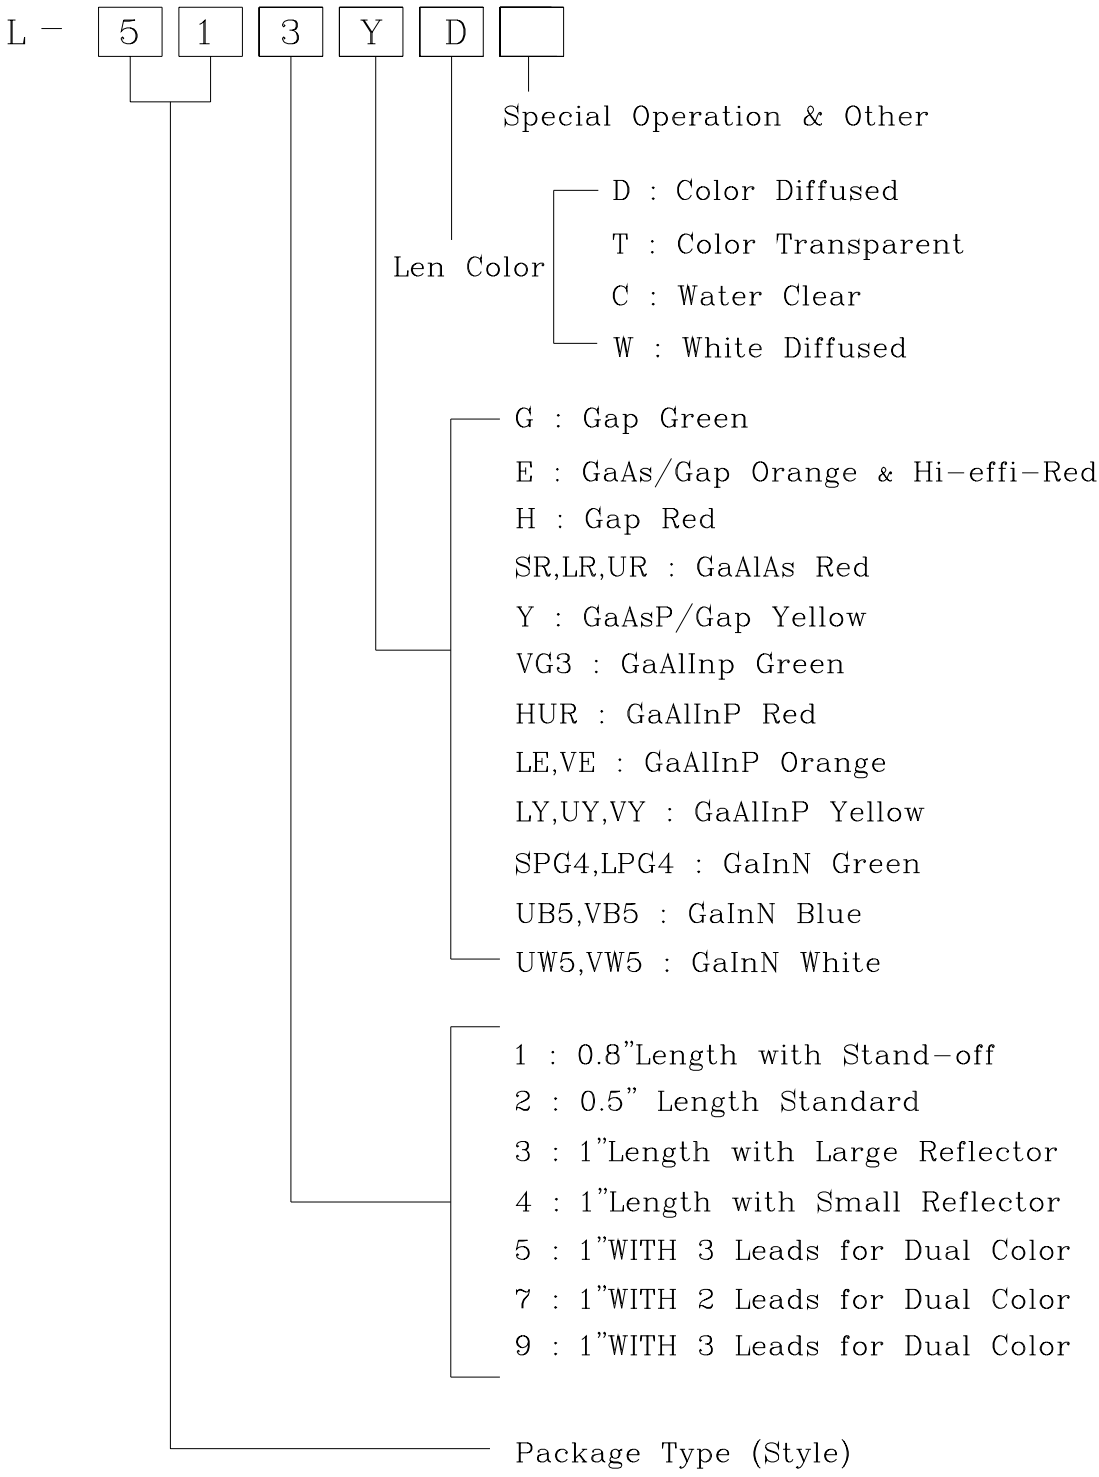 L- 5 1 3 Y D
Special Operation & Other
D : Color Diffused
T : Color Transparent
Len Color
C : Water Clear
W : White Diffused
G : Gap Green
E : GaAs/Gap Orange & Hi-effi-Red
H : Gap Red
SR,LR,UR : GaAlAs Red
Y : GaAsP/Gap Yellow
VG3 : GaAlInp Green
HUR : GaAlInP Red
LE,VE : GaAlInP Orange
LY,UY,VY : GaAlInP Yellow
SPG4,LPG4 : GaInN Green
UB5,VB5 : GaInN Blue
UW5,VW5 : GaInN White
1 : 0.8"Length with Stand-off
2 : 0.5" Length Standard
3 : 1"Length with Large Reflector
4 : 1"Length with Small Reflector
5 : 1"WITH 3 Leads for Dual Color
7 : 1"WITH 2 Leads for Dual Color
9 : 1"WITH 3 Leads for Dual Color
Package Type (Style)